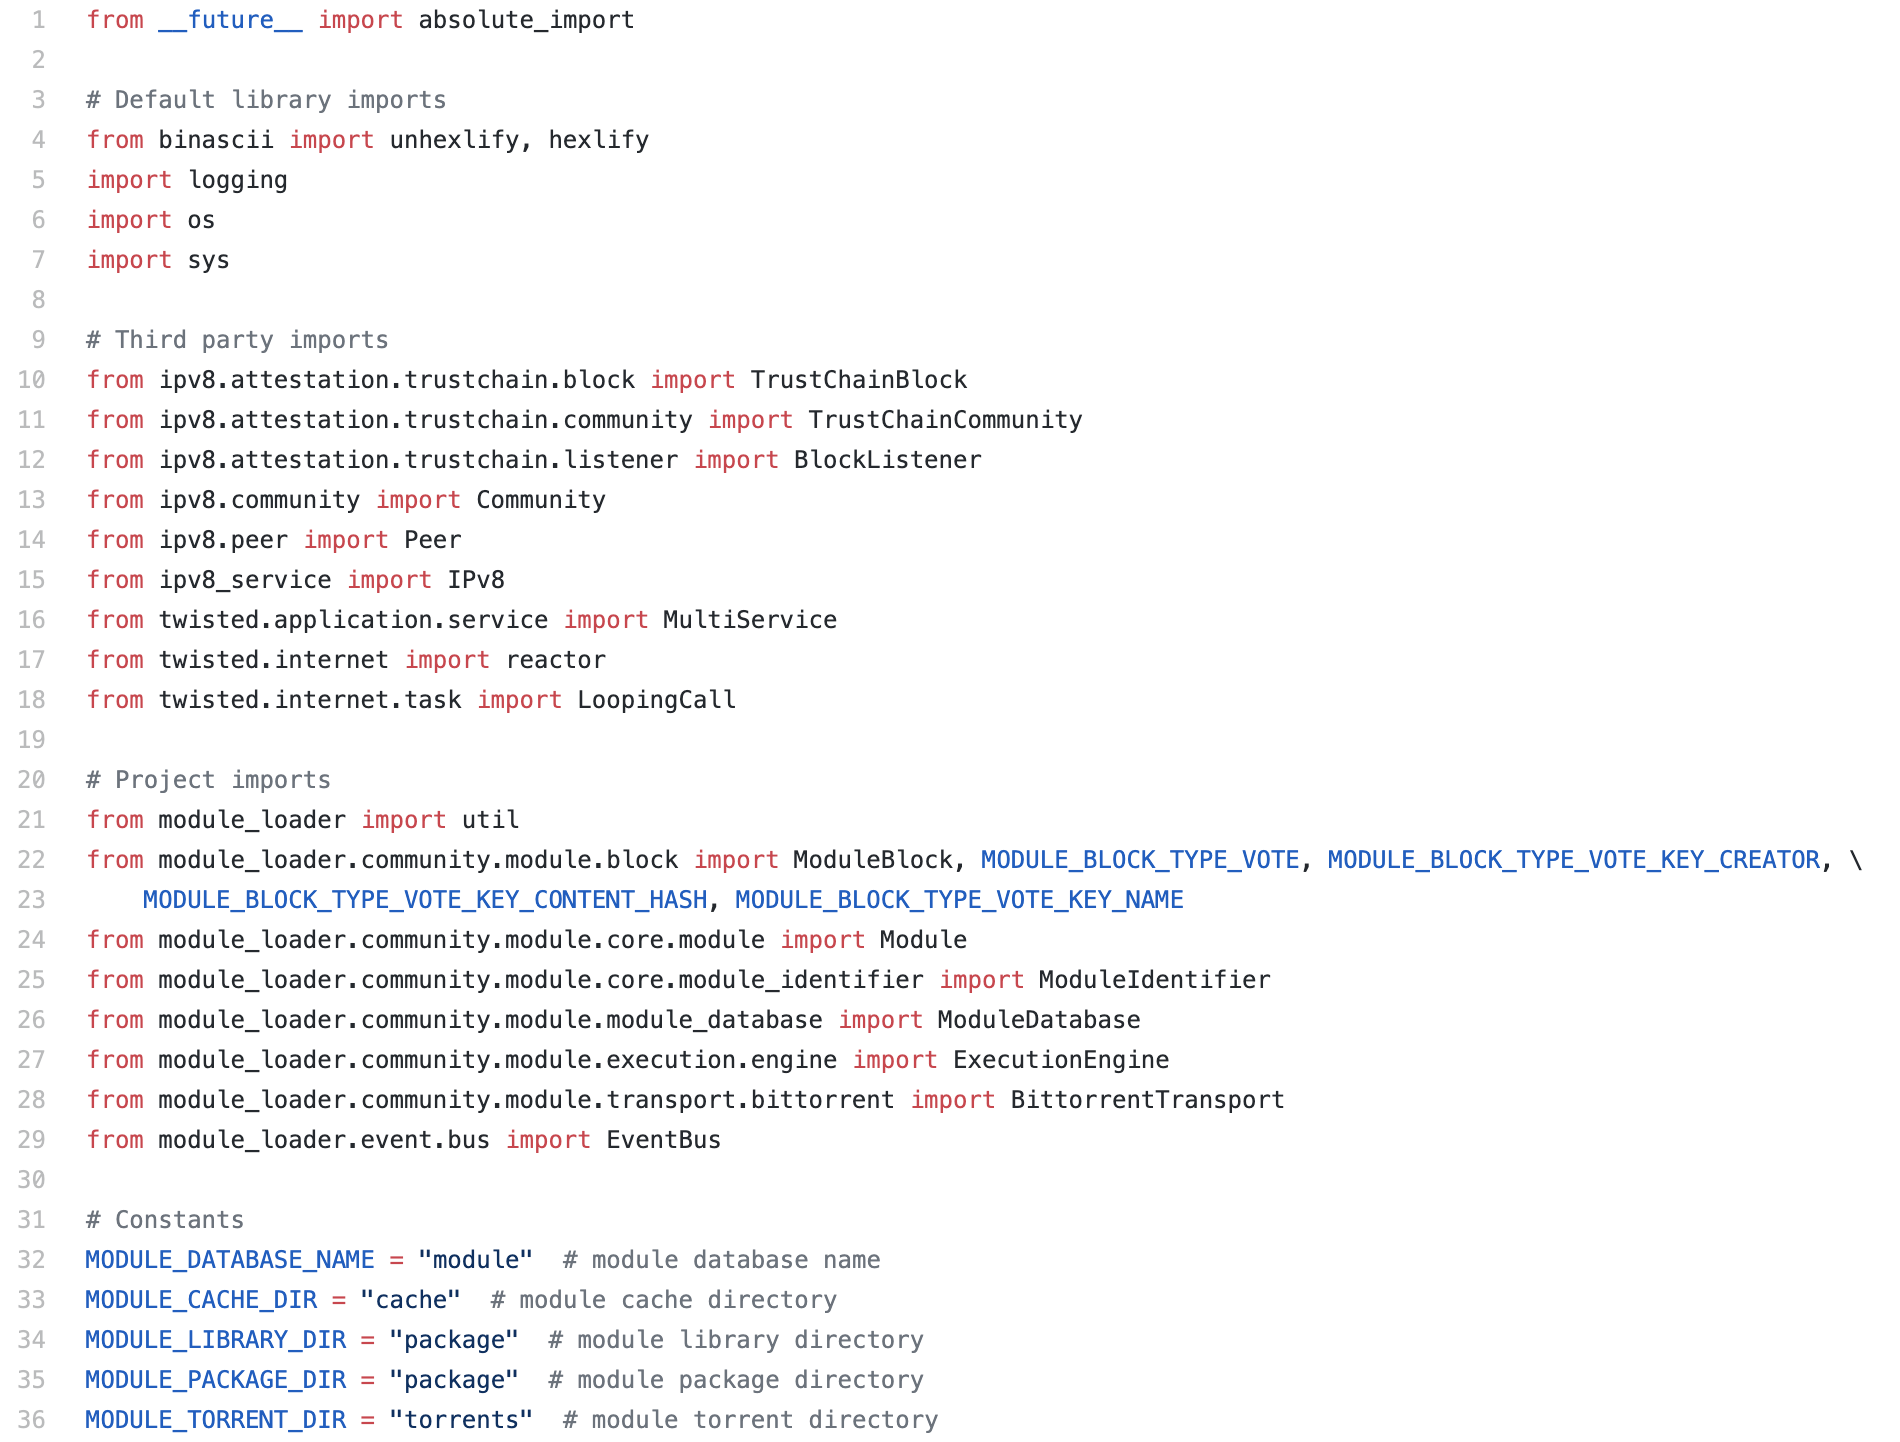 1 from __future__ import absolute_import
2
3 # Default library imports
4 from binascii import unhexlify, hexlify
5 import logging
6 import os
7 import sys
8
9 # Third party imports
10 from ipv8.attestation.trustchain.block import TrustChainBlock
11 from ipv8.attestation.trustchain.community import TrustChainCommunity
12 from ipv8.attestation.trustchain.listener import BlockListener
13 from ipv8.community import Community
14 from ipv8.peer import Peer
15 from ipv8_service import IPv8
16 from twisted.application.service import MultiService
17 from twisted.internet import reactor
18 from twisted.internet.task import LoopingCall
19
20 # Project imports
21 from module_loader import util
22 from module_loader.community.module.block import ModuleBlock, MODULE_BLOCK_TYPE_VOTE, MODULE_BLOCK_TYPE_VOTE_KEY_CREATOR, \
23     MODULE_BLOCK_TYPE_VOTE_KEY_CONTENT_HASH, MODULE_BLOCK_TYPE_VOTE_KEY_NAME
24 from module_loader.community.module.core.module import Module
25 from module_loader.community.module.core.module_identifier import ModuleIdentifier
26 from module_loader.community.module.module_database import ModuleDatabase
27 from module_loader.community.module.execution.engine import ExecutionEngine
28 from module_loader.community.module.transport.bittorrent import BittorrentTransport
29 from module_loader.event.bus import EventBus
30
31 # Constants
32 MODULE_DATABASE_NAME = "module"  # module database name
33 MODULE_CACHE_DIR = "cache"  # module cache directory
34 MODULE_LIBRARY_DIR = "package"  # module library directory
35 MODULE_PACKAGE_DIR = "package"  # module package directory
36 MODULE_TORRENT_DIR = "torrents"  # module torrent directory